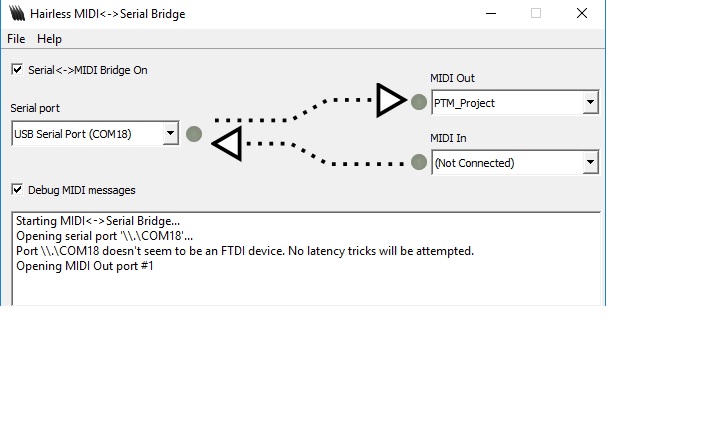 Hairless MIDI<->Serial Bridge
File Help
Serial<->MIDI Bridge On
MIDI Out
Serial port
PTM_Project
USB Serial Port (COM18)
MIDI In
(Not Connected)
Debug MIDI messages
Starting MIDI<->Serial Bridge...
Opening serial port '\\.\COM18'...
Port \\.\COM18 doesn't seem to be an FTDI device. No latency tricks will be attempted.
Opening MIDI Out port #1